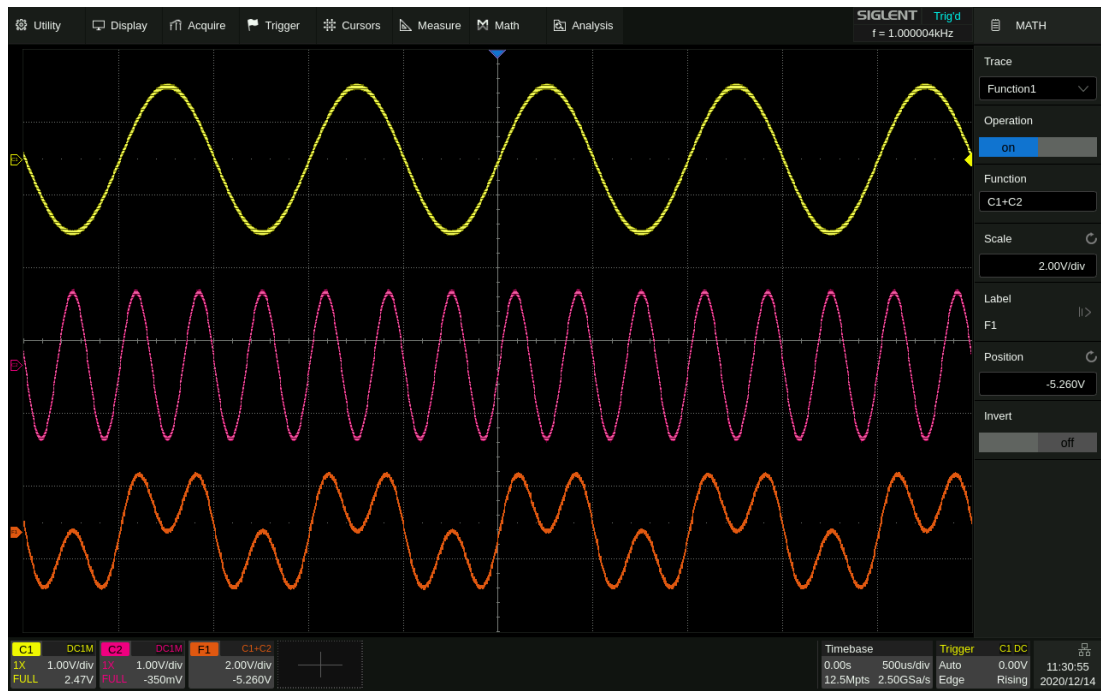 Utility Display Acquire Trigger Cursors Measure Math Analysis
SIGLENT Trig'd
f = 1.000004kHz
MATH
Trace
Function1
Operation
on
Function
C1+C2
Scale
2.00V/div
Label
F1
Position
-5.260V
Invert
off
C1 DC1M
1X 1.00V/div
FULL 2.47V
C2 DC1M
1X 1.00V/div
FULL -350mV
F1 C1+C2
2.00V/div
-5.260V
Timebase
0.00s 500us/div
12.5Mpts 2.50GSa/s
Trigger C1 DC
Auto 0.00V
Edge Rising
11:30:55
2020/12/14